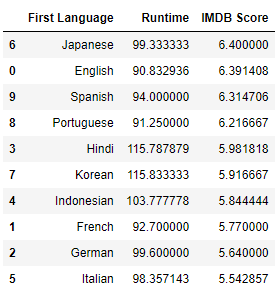 First Language Runtime IMDB Score
6 Japanese 99.333333 6.400000
0 English 90.832936 6.391408
9 Spanish 94.000000 6.314706
8 Portuguese 91.250000 6.216667
3 Hindi 115.787879 5.981818
7 Korean 115.833333 5.916667
4 Indonesian 103.777778 5.844444
1 French 92.700000 5.770000
2 German 99.600000 5.640000
5 Italian 98.357143 5.542857